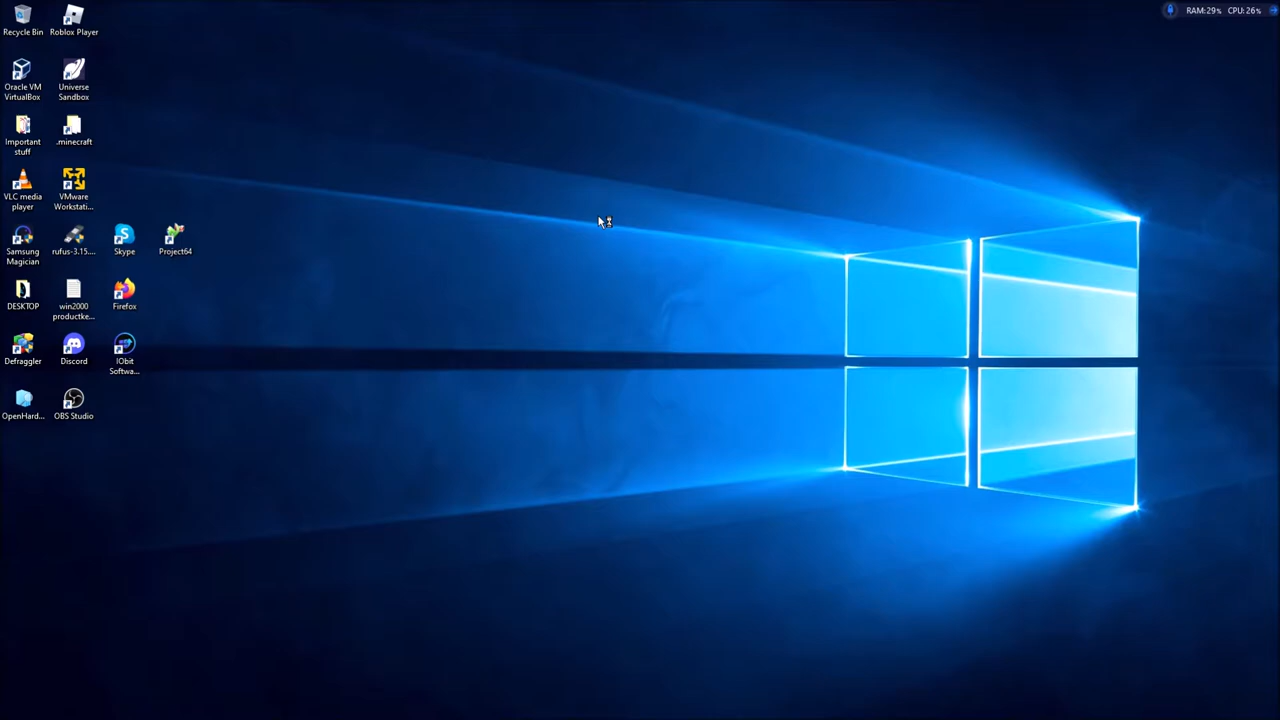 Recycle Bin
Roblox Player
RAM:29% CPU:26%
Oracle VM
VirtualBox
Universe
Sandbox
Important
stuff
.minecraft
VLC media
player
VMware
Workstati...
Samsung
Magician
rufus-3.15....
Skype
Project64
DESKTOP
win2000
productke...
Firefox
Defraggler
Discord
IObit
Softwa...
OpenHard...
OBS Studio